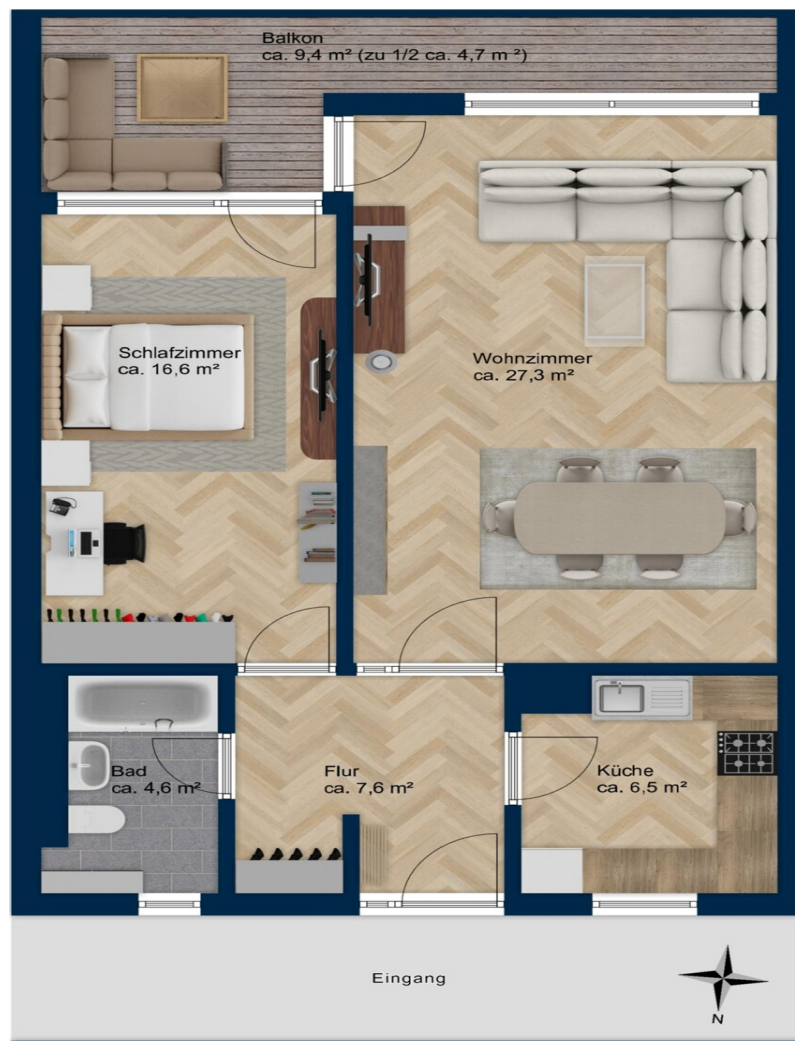 Balkon
ca. 9,4 m² (zu 1/2 ca. 4,7 m ²)
Schlafzimmer
ca. 16,6 m²
Wohnzimmer
ca. 27,3 m²
Bad
ca. 4,6 m²
Flur
ca. 7,6 m²
Küche
ca. 6,5 m²
Eingang
N